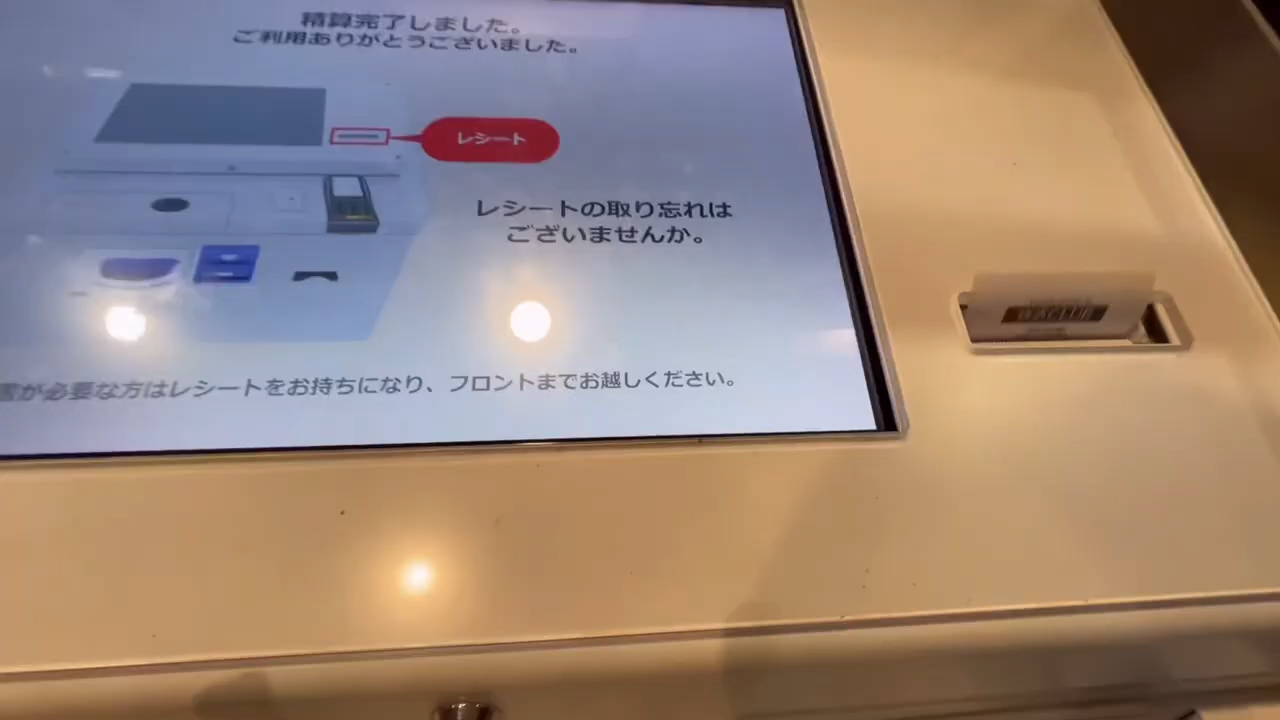 精算完了しました。
ご利用ありがとうございました。
レシート
レシートの取り忘れは
ございませんか。
が必要な方はレシートをお持ちになり、フロントまでお越しください。